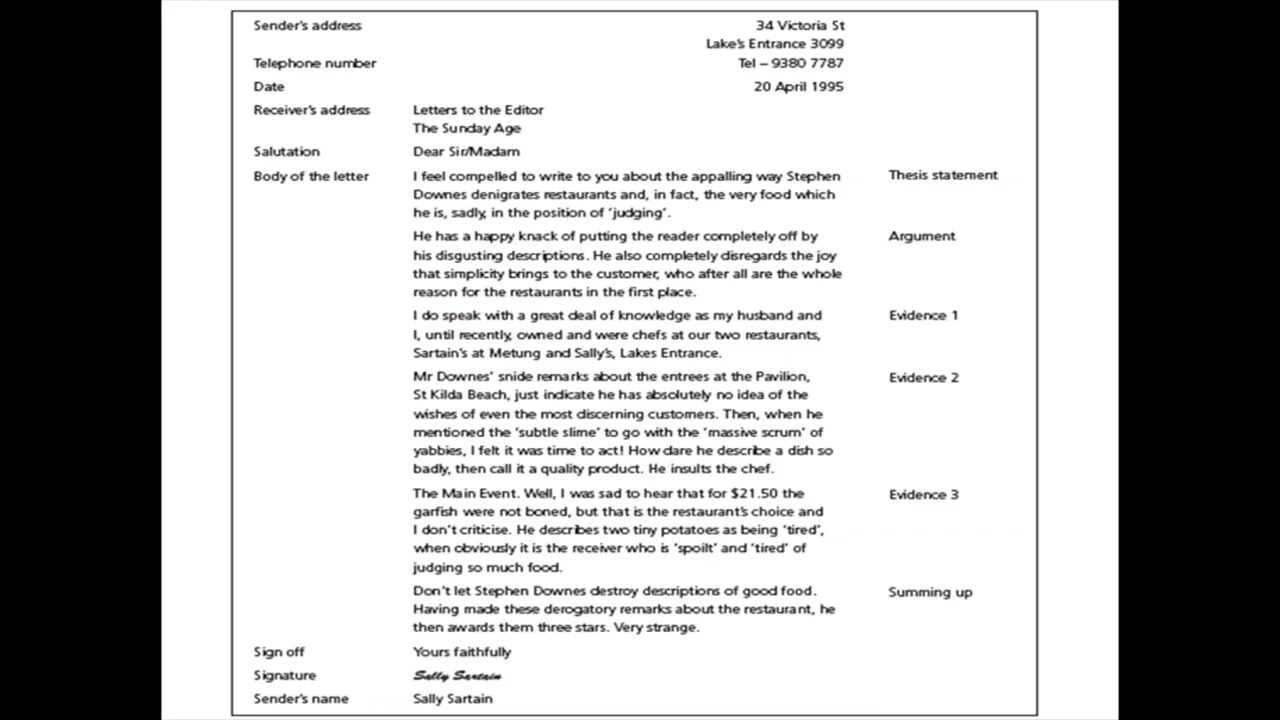 Sender's address 34 Victoria St
Lake's Entrance 3099
Telephone number Tel – 9380 7787
Date 20 April 1995
Receiver's address Letters to the Editor
The Sunday Age
Salutation Dear Sir/Madam
Body of the letter I feel compelled to write to you about the appalling way Stephen Thesis statement
Downes denigrates restaurants and, in fact, the very food which
he is, sadly, in the position of 'judging'.
He has a happy knack of putting the reader completely off by Argument
his disgusting descriptions. He also completely disregards the joy
that simplicity brings to the customer, who after all are the whole
reason for the restaurants in the first place.
I do speak with a great deal of knowledge as my husband and Evidence 1
I, until recently, owned and were chefs at our two restaurants,
Sartain's at Metung and Sally's, Lakes Entrance.
Mr Downes' snide remarks about the entrees at the Pavilion, Evidence 2
St Kilda Beach, just indicate he has absolutely no idea of the
wishes of even the most discerning customers. Then, when he
mentioned the 'subtle slime' to go with the 'massive scrum' of
yabbies, I felt it was time to act! How dare he describe a dish so
badly, then call it a quality product. He insults the chef.
The Main Event. Well, I was sad to hear that for $21.50 the Evidence 3
garfish were not boned, but that is the restaurant's choice and
I don't criticise. He describes two tiny potatoes as being 'tired',
when obviously it is the receiver who is 'spoilt' and 'tired' of
judging so much food.
Don't let Stephen Downes destroy descriptions of good food. Summing up
Having made these derogatory remarks about the restaurant, he
then awards them three stars. Very strange.
Sign off Yours faithfully
Signature Sally Sartain
Sender's name Sally Sartain